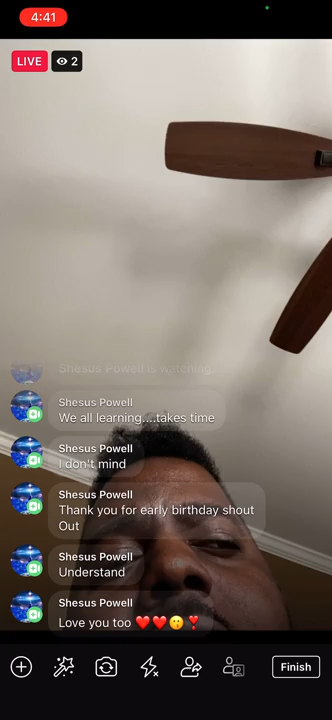 4:41
LIVE 2
Shesus Powell is watching.
Shesus Powell
We all learning....takes time
Shesus Powell
I don't mind
Shesus Powell
Thank you for early birthday shout
Out
Shesus Powell
Understand
Shesus Powell
Love you too ❤️❤️😗❣️
Finish